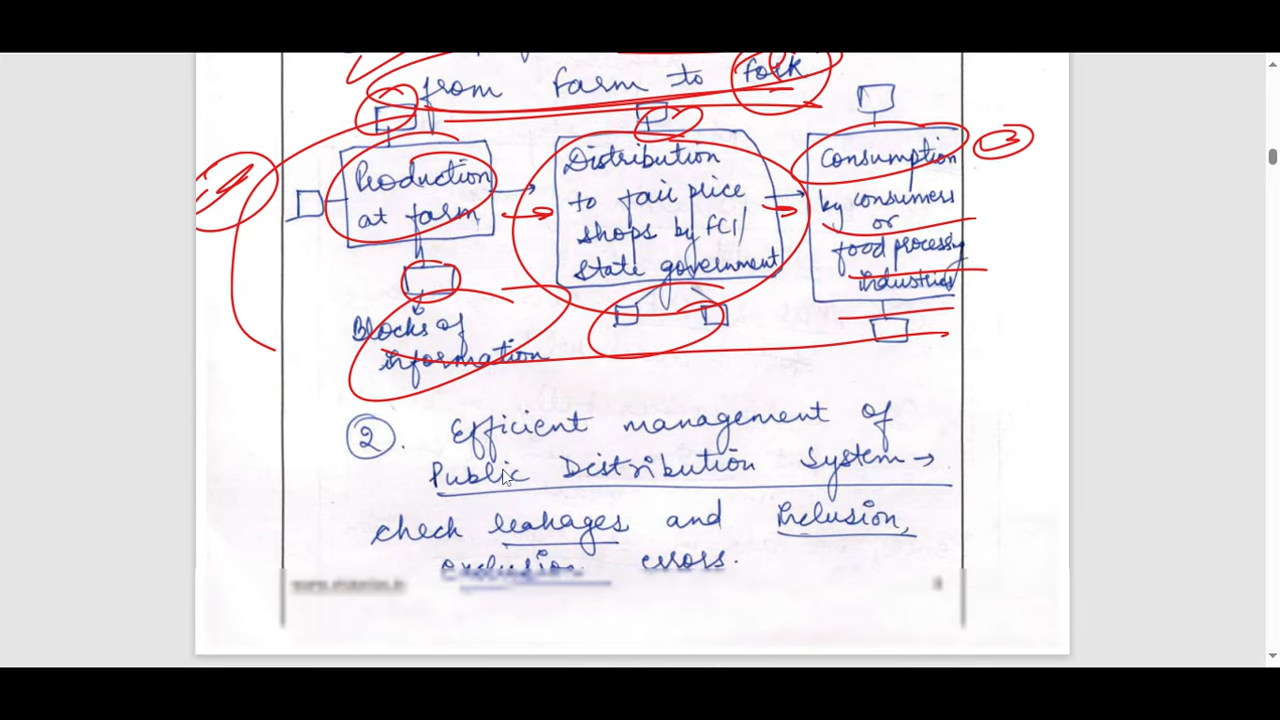 from farm to fork
Production
at farm
Distribution
to fair price
shops by FCI/
State government
Consumption
by consumers
or
food processing
industries
Blocks of
information
2. Efficient management of
Public Distribution System →
check leakages and Inclusion,
exclusion errors.